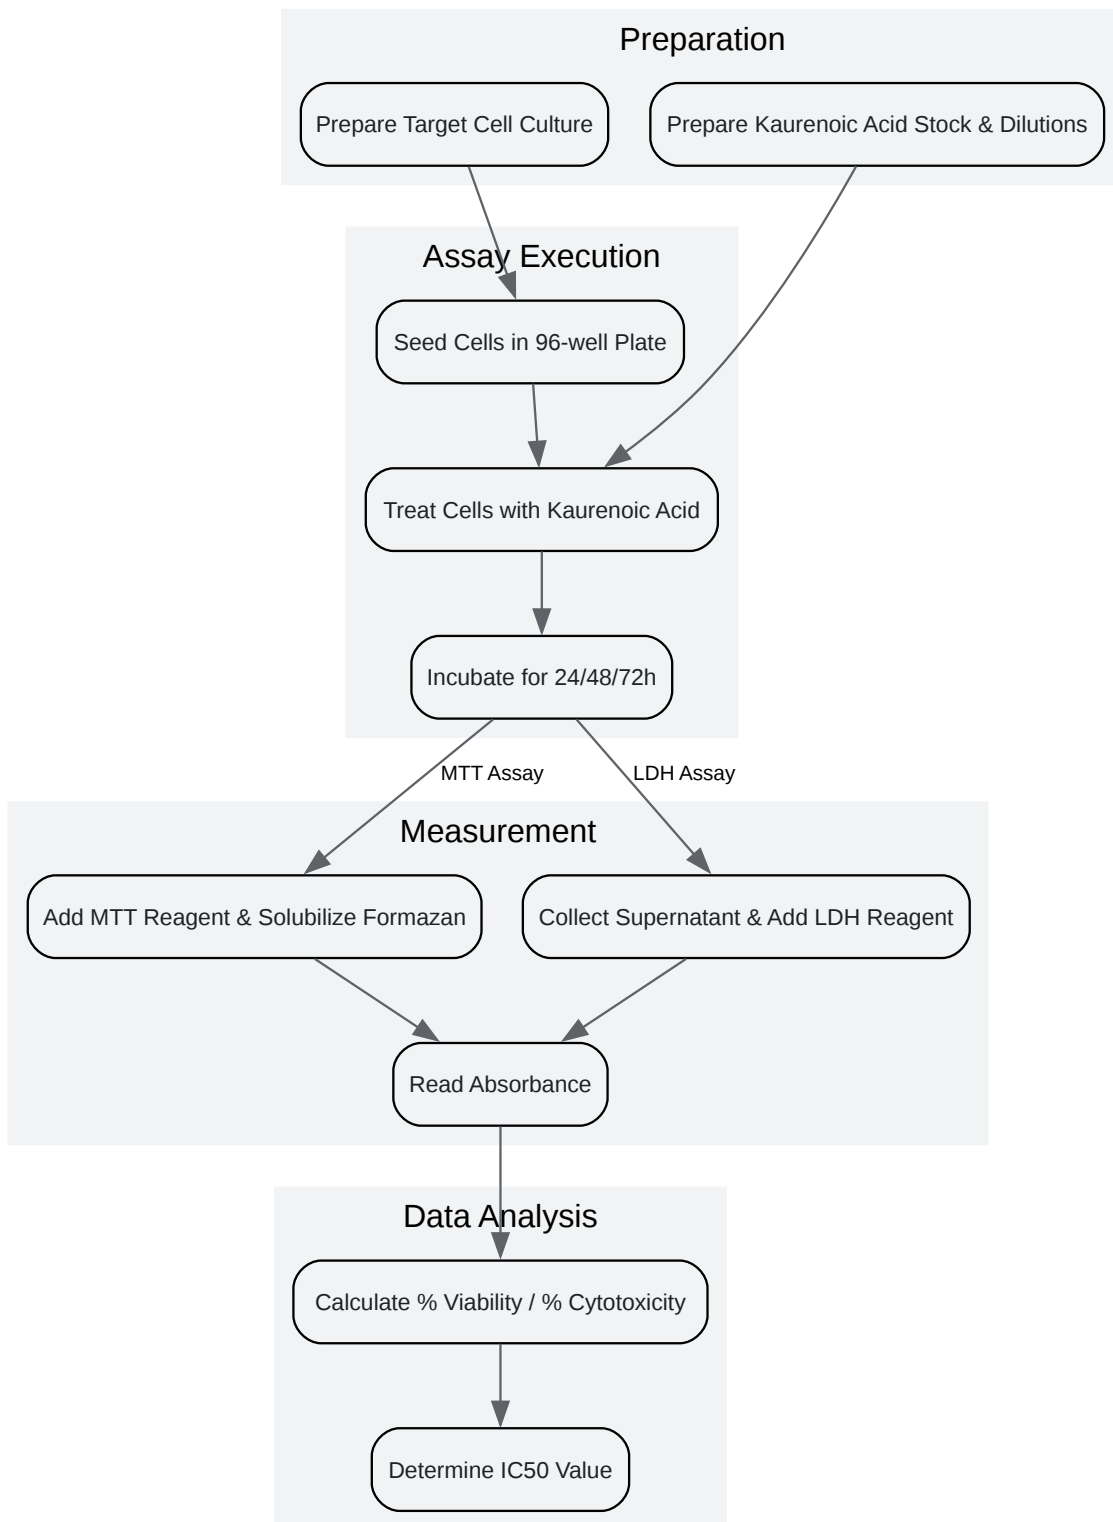 Preparation
Prepare Target Cell Culture
Prepare Kaurenoic Acid Stock & Dilutions
Assay Execution
Seed Cells in 96-well Plate
Treat Cells with Kaurenoic Acid
Incubate for 24/48/72h
MTT Assay
LDH Assay
Measurement
Add MTT Reagent & Solubilize Formazan
Collect Supernatant & Add LDH Reagent
Read Absorbance
Data Analysis
Calculate % Viability / % Cytotoxicity
Determine IC50 Value